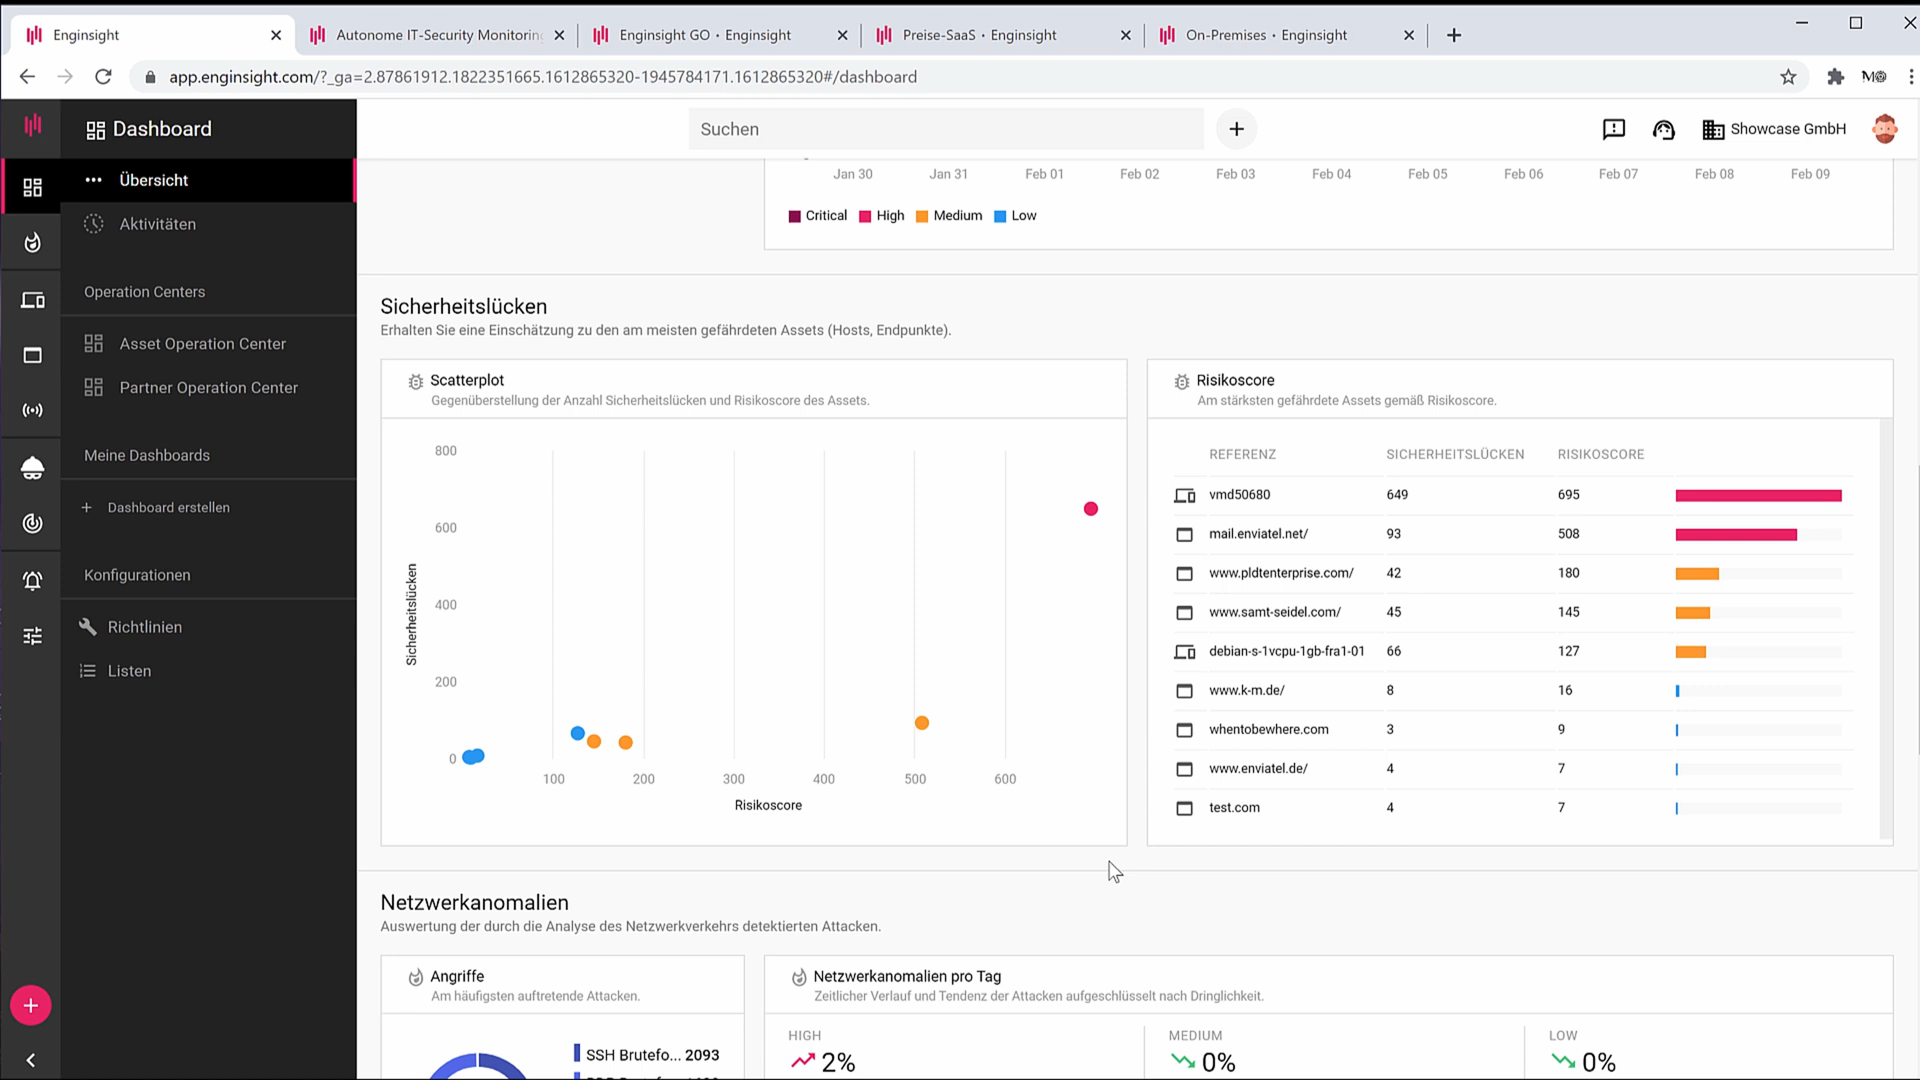 Enginsight
Autonome IT-Security Monitoring
Enginsight GO • Enginsight
Preise-SaaS • Enginsight
On-Premises • Enginsight
app.enginsight.com/?_ga=2.87861912.1822351665.1612865320-1945784171.1612865320#/dashboard
Dashboard
Suchen
Showcase GmbH
Übersicht
Aktivitäten
Operation Centers
Asset Operation Center
Partner Operation Center
Meine Dashboards
Dashboard erstellen
Konfigurationen
Richtlinien
Listen
Jan 30 Jan 31 Feb 01 Feb 02 Feb 03 Feb 04 Feb 05 Feb 06 Feb 07 Feb 08 Feb 09
Critical High Medium Low
Sicherheitslücken
Erhalten Sie eine Einschätzung zu den am meisten gefährdeten Assets (Hosts, Endpunkte).
Scatterplot
Gegenüberstellung der Anzahl Sicherheitslücken und Risikoscore des Assets.
800
600
400
200
0
Sicherheitslücken
100 200 300 400 500 600
Risikoscore
Risikoscore
Am stärksten gefährdete Assets gemäß Risikoscore.
REFERENZ SICHERHEITSLÜCKEN RISIKOSCORE
vmd50680 649 695
mail.enviatel.net/ 93 508
www.pldtenterprise.com/ 42 180
www.samt-seidel.com/ 45 145
debian-s-1vcpu-1gb-fra1-01 66 127
www.k-m.de/ 8 16
whentobewhere.com 3 9
www.enviatel.de/ 4 7
test.com 4 7
Netzwerkanomalien
Auswertung der durch die Analyse des Netzwerkverkehrs detektierten Attacken.
Angriffe
Am häufigsten auftretende Attacken.
SSH Brutefo... 2093
Netzwerkanomalien pro Tag
Zeitlicher Verlauf und Tendenz der Attacken aufgeschlüsselt nach Dringlichkeit.
HIGH
2%
MEDIUM
0%
LOW
0%